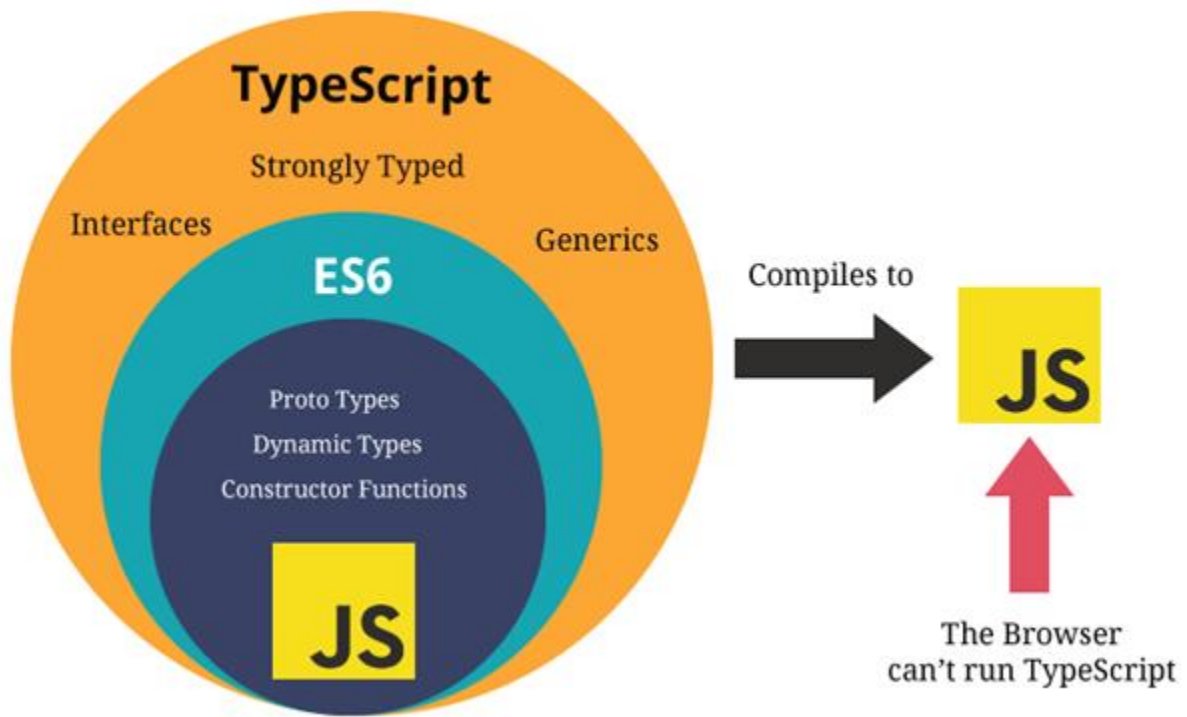 TypeScript
Strongly Typed
Interfaces
Generics
ES6
Proto Types
Dynamic Types
Constructor Functions
JS
Compiles to
JS
The Browser
can't run TypeScript